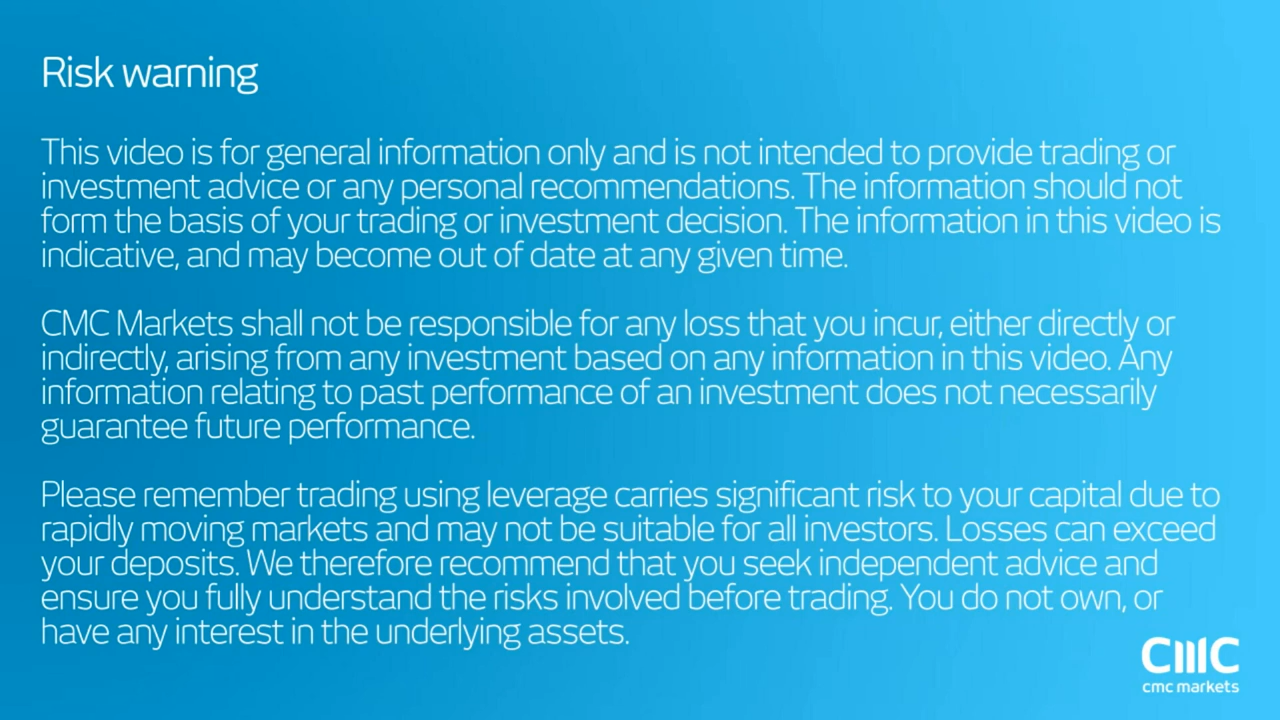 Risk warning
This video is for general information only and is not intended to provide trading or
investment advice or any personal recommendations. The information should not
form the basis of your trading or investment decision. The information in this video is
indicative, and may become out of date at any given time.
CMC Markets shall not be responsible for any loss that you incur, either directly or
indirectly, arising from any investment based on any information in this video. Any
information relating to past performance of an investment does not necessarily
guarantee future performance.
Please remember trading using leverage carries significant risk to your capital due to
rapidly moving markets and may not be suitable for all investors. Losses can exceed
your deposits. We therefore recommend that you seek independent advice and
ensure you fully understand the risks involved before trading. You do not own, or
have any interest in the underlying assets.
CMC
cmc markets